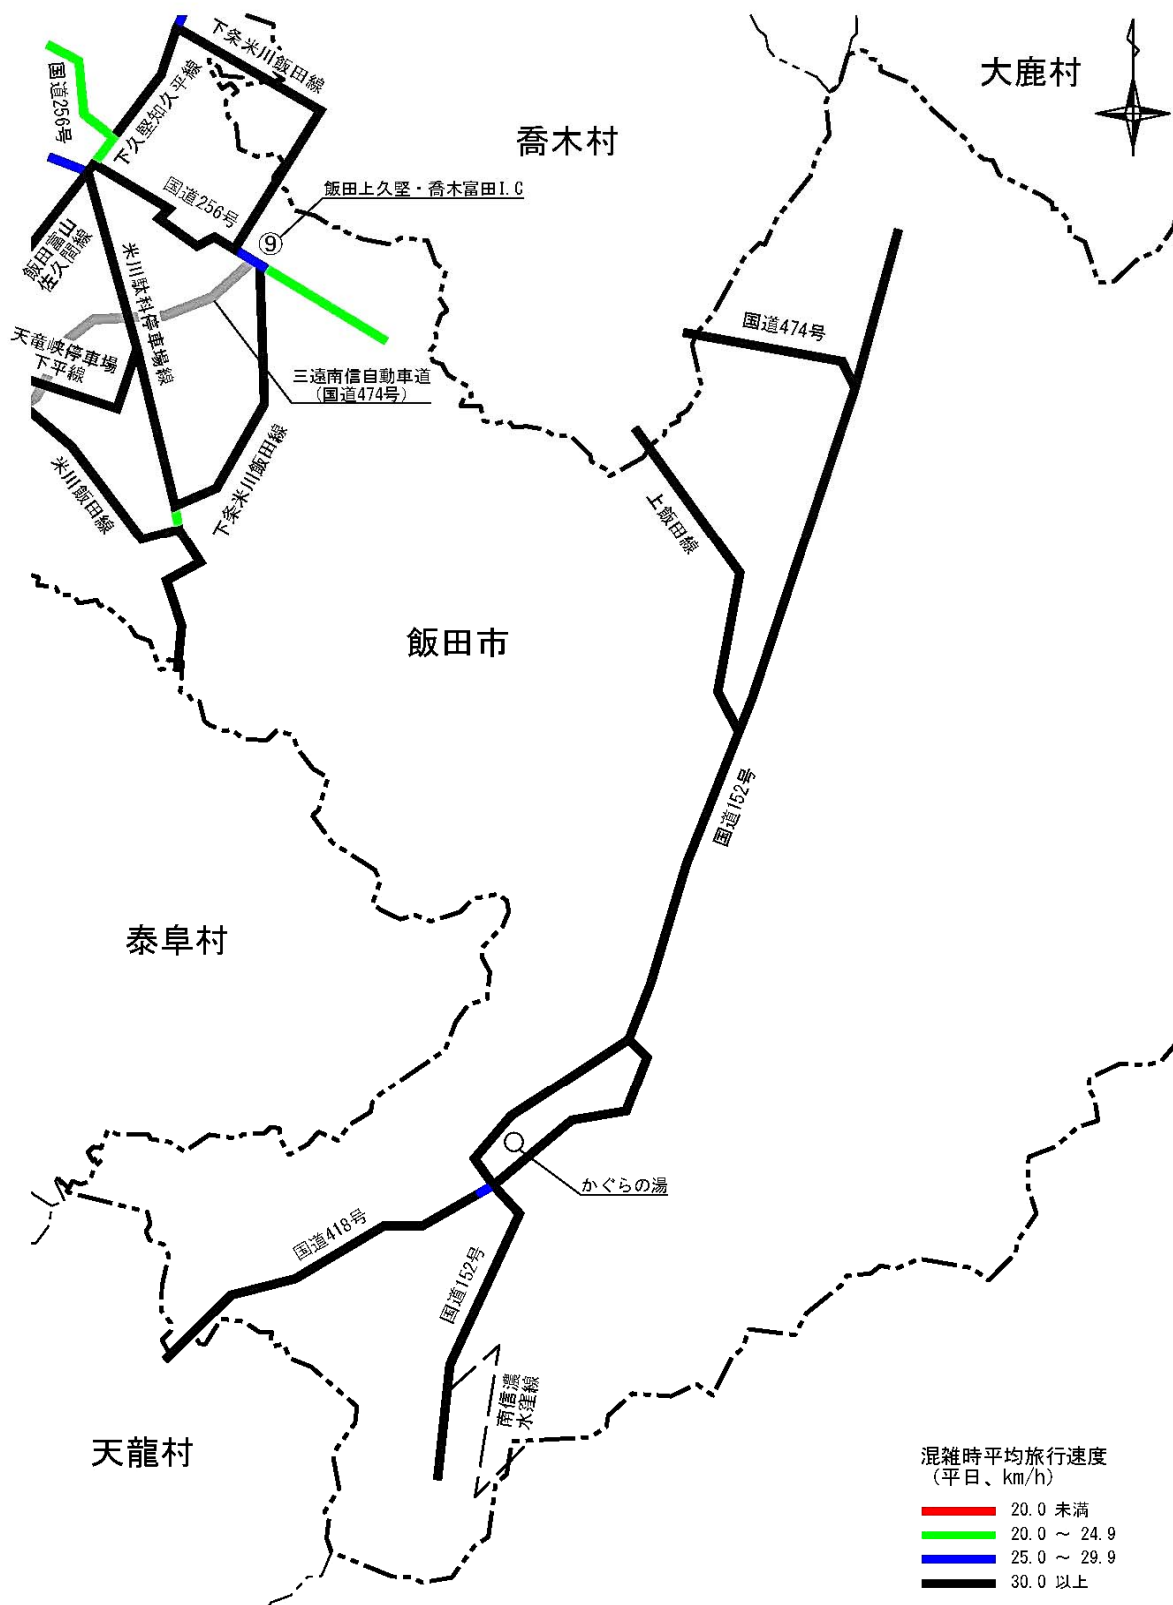 下条米川飯田線
大鹿村
国道256号
下久堅知久平線
喬木村
飯田上久堅・喬木富田I.C
国道256号
⑨
飯田富山
佐久間線
米川駄科停車場線
天竜峡停車場
下平線
国道474号
三遠南信自動車道
(国道474号)
米川飯田線
下条米川飯田線
上飯田線
飯田市
国道152号
泰阜村
かぐらの湯
国道418号
国道152号
南信濃
水窪線
天龍村
混雑時平均旅行速度
(平日、km/h)
20.0 未満
20.0 ～ 24.9
25.0 ～ 29.9
30.0 以上